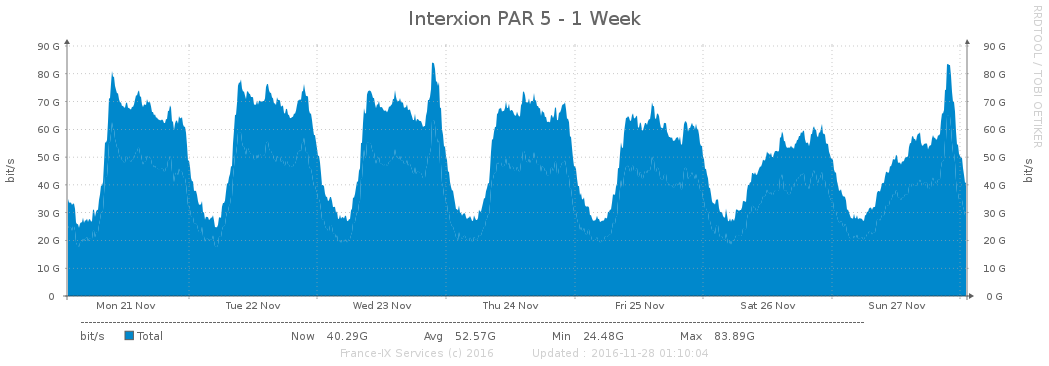 Interxion PAR 5 - 1 Week
RRDTOOL / TOBI OETIKER
90 G 90 G
80 G 80 G
70 G 70 G
60 G 60 G
50 G 50 G
40 G 40 G
30 G 30 G
20 G 20 G
10 G 10 G
0 0 G
bit/s
bit/s
Mon 21 Nov Tue 22 Nov Wed 23 Nov Thu 24 Nov Fri 25 Nov Sat 26 Nov Sun 27 Nov
bit/s Total Now 40.29G Avg 52.57G Min 24.48G Max 83.89G
France-IX Services (c) 2016 Updated : 2016-11-28 01:10:04